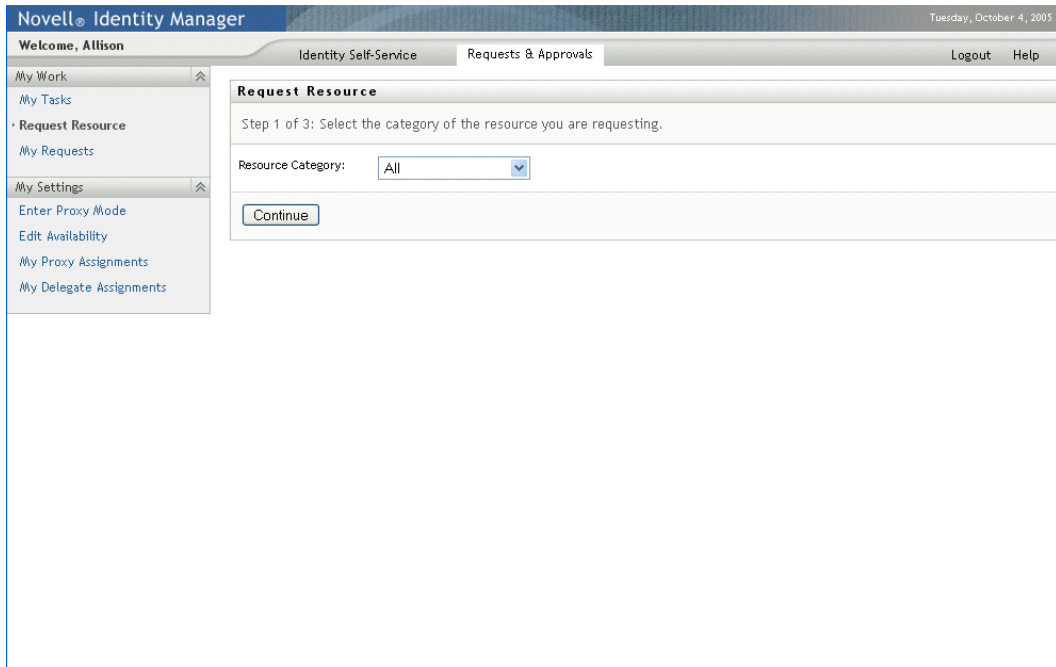 Novell® Identity Manager
Tuesday, October 4, 2005
Welcome, Allison
Identity Self-Service
Requests & Approvals
Logout
Help
My Work
My Tasks
Request Resource
My Requests
My Settings
Enter Proxy Mode
Edit Availability
My Proxy Assignments
My Delegate Assignments
Request Resource
Step 1 of 3: Select the category of the resource you are requesting.
Resource Category: All
Continue